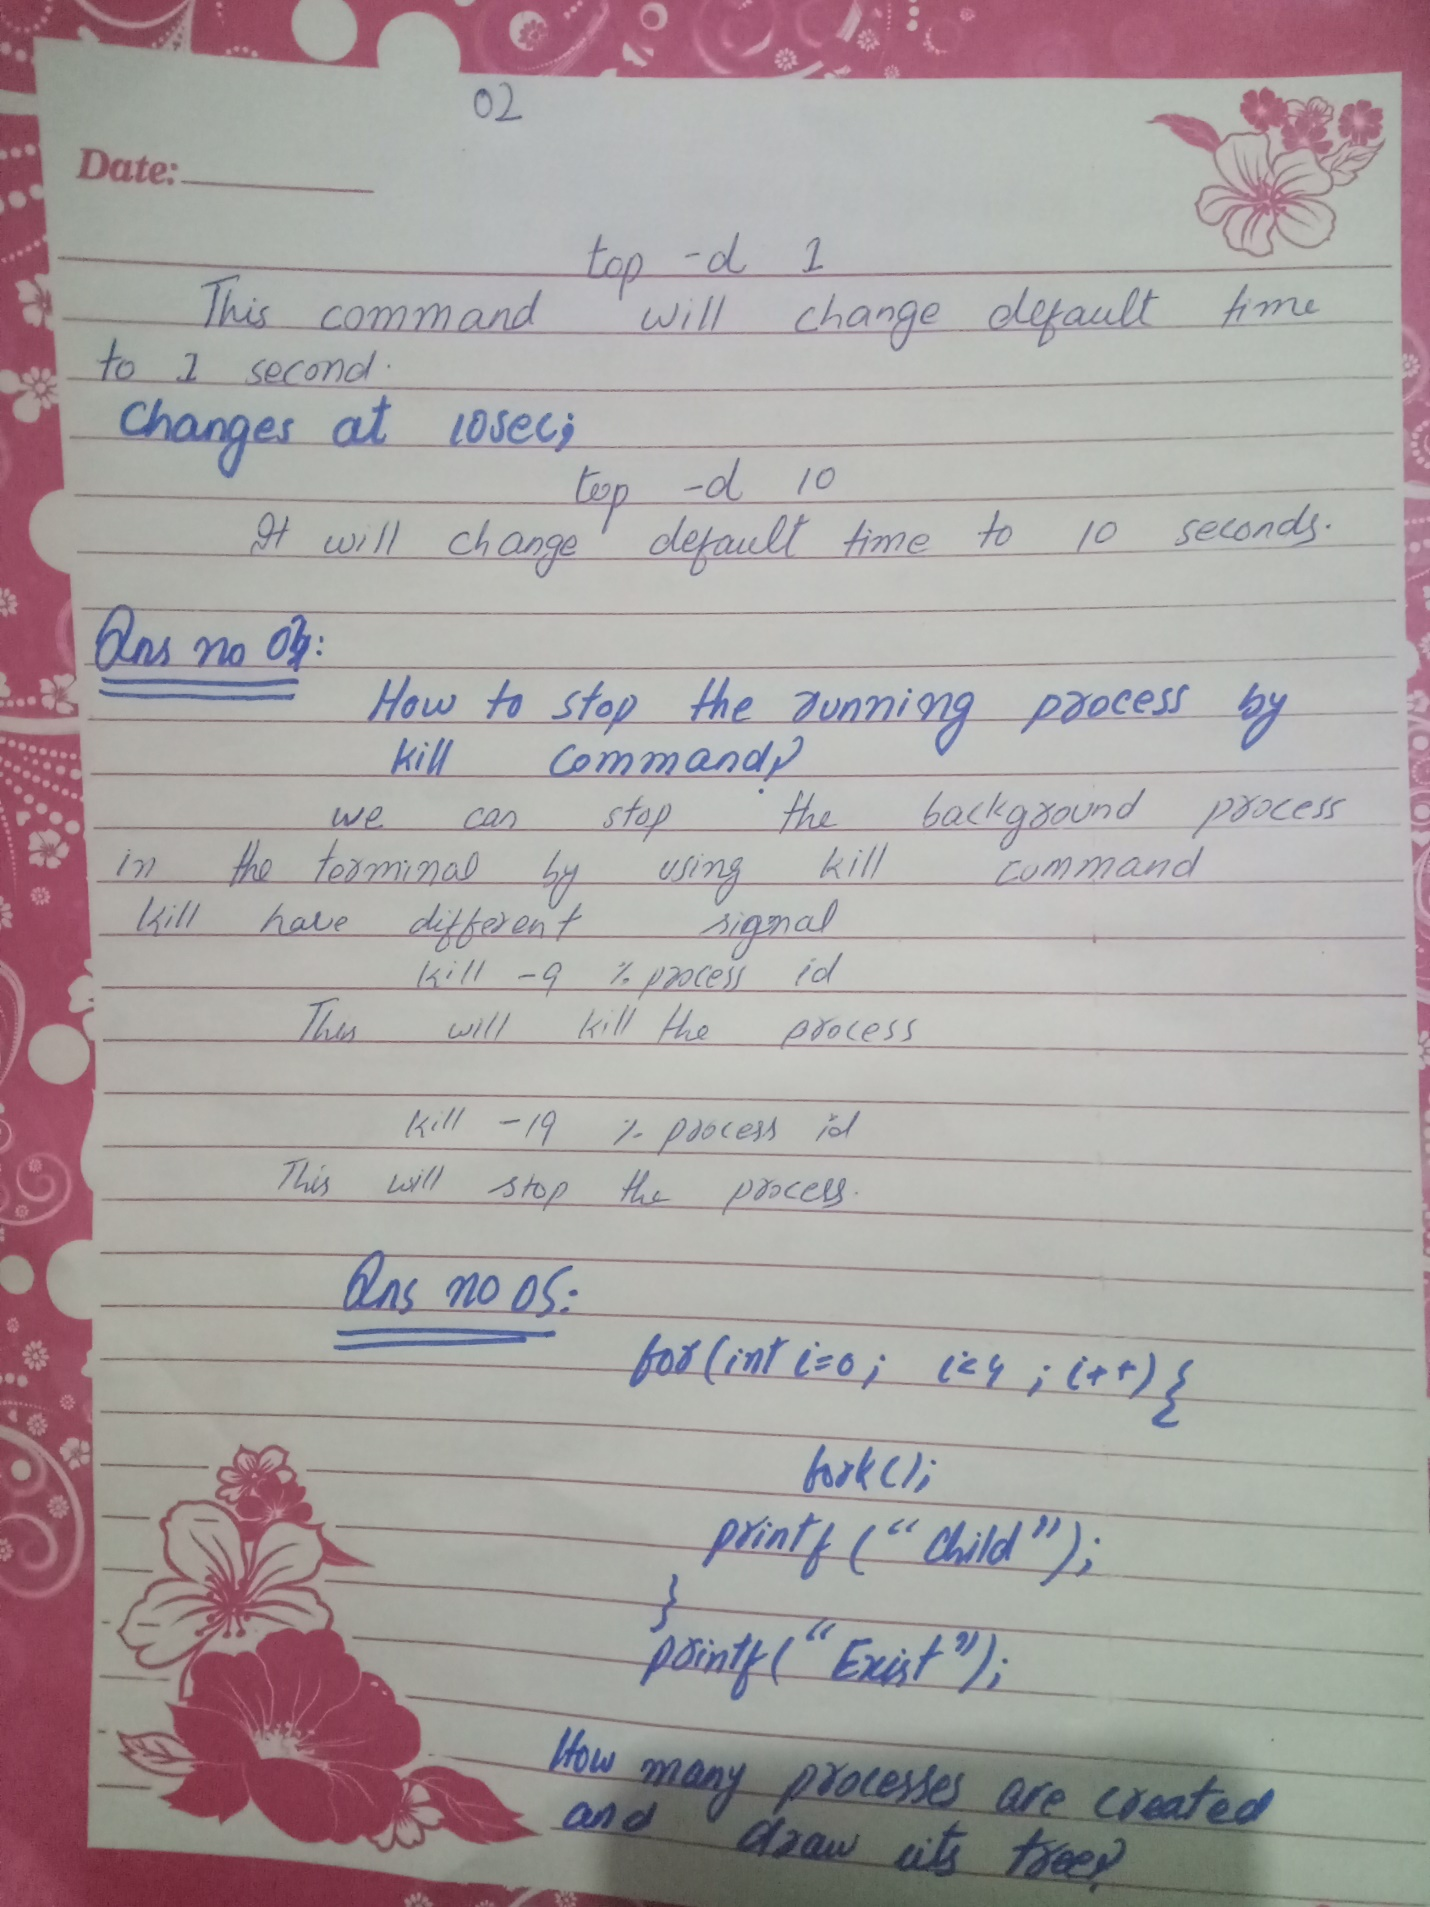 02
Date:
top -d 1
This command will change default time
to 1 second.
Changes at 10sec;
top -d 10
It will change default time to 10 seconds.
Ans no 04:
How to stop the running process by
kill command?
we can stop the background process
in the terminal by using kill command
kill have different signal
kill -9 % process id
This will kill the process
kill -19 % process id
This will stop the process.
Ans no 05:
for(int i=0; i<4 ; i++) {
fork();
printf ("Child");
}
printf("Exist");
How many processes are created
and draw its tree?